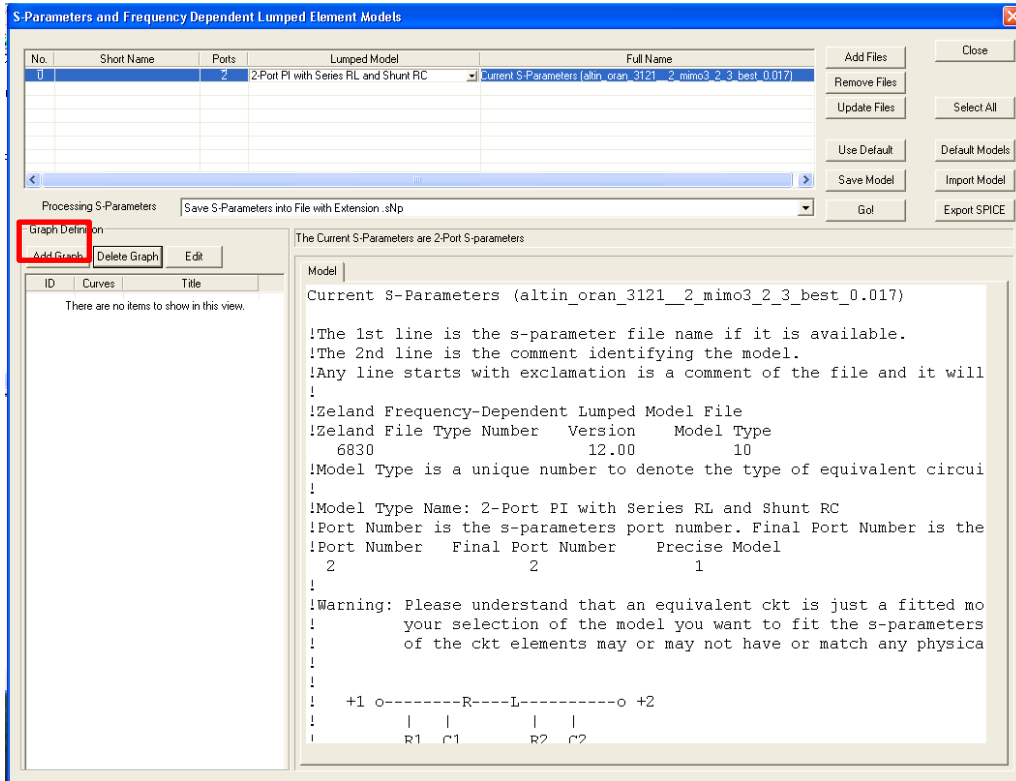 S-Parameters and Frequency Dependent Lumped Element Models
No. Short Name Ports Lumped Model Full Name
0 2 2-Port PI with Series RL and Shunt RC Current S-Parameters (altin_oran_3121__2_mimo3_2_3_best_0.017)
Add Files
Close
Remove Files
Update Files
Select All
Use Default
Default Models
Save Model
Import Model
Processing S-Parameters Save S-Parameters into File with Extension .sNp
Go!
Export SPICE
Graph Definition
Add Graph Delete Graph Edit
ID Curves Title
There are no items to show in this view.
The Current S-Parameters are 2-Port S-parameters
Model
Current S-Parameters (altin_oran_3121__2_mimo3_2_3_best_0.017)
!The 1st line is the s-parameter file name if it is available.
!The 2nd line is the comment identifying the model.
!Any line starts with exclamation is a comment of the file and it will
!
!Zeland Frequency-Dependent Lumped Model File
!Zeland File Type Number Version Model Type
6830 12.00 10
!Model Type is a unique number to denote the type of equivalent circui
!
!Model Type Name: 2-Port PI with Series RL and Shunt RC
!Port Number is the s-parameters port number. Final Port Number is the
!Port Number Final Port Number Precise Model
2 2 1
!
!Warning: Please understand that an equivalent ckt is just a fitted mo
! your selection of the model you want to fit the s-parameters
! of the ckt elements may or may not have or match any physica
!
!
! +1 o--------R----L----------o +2
! | | | |
! R1 C1 R2 C2